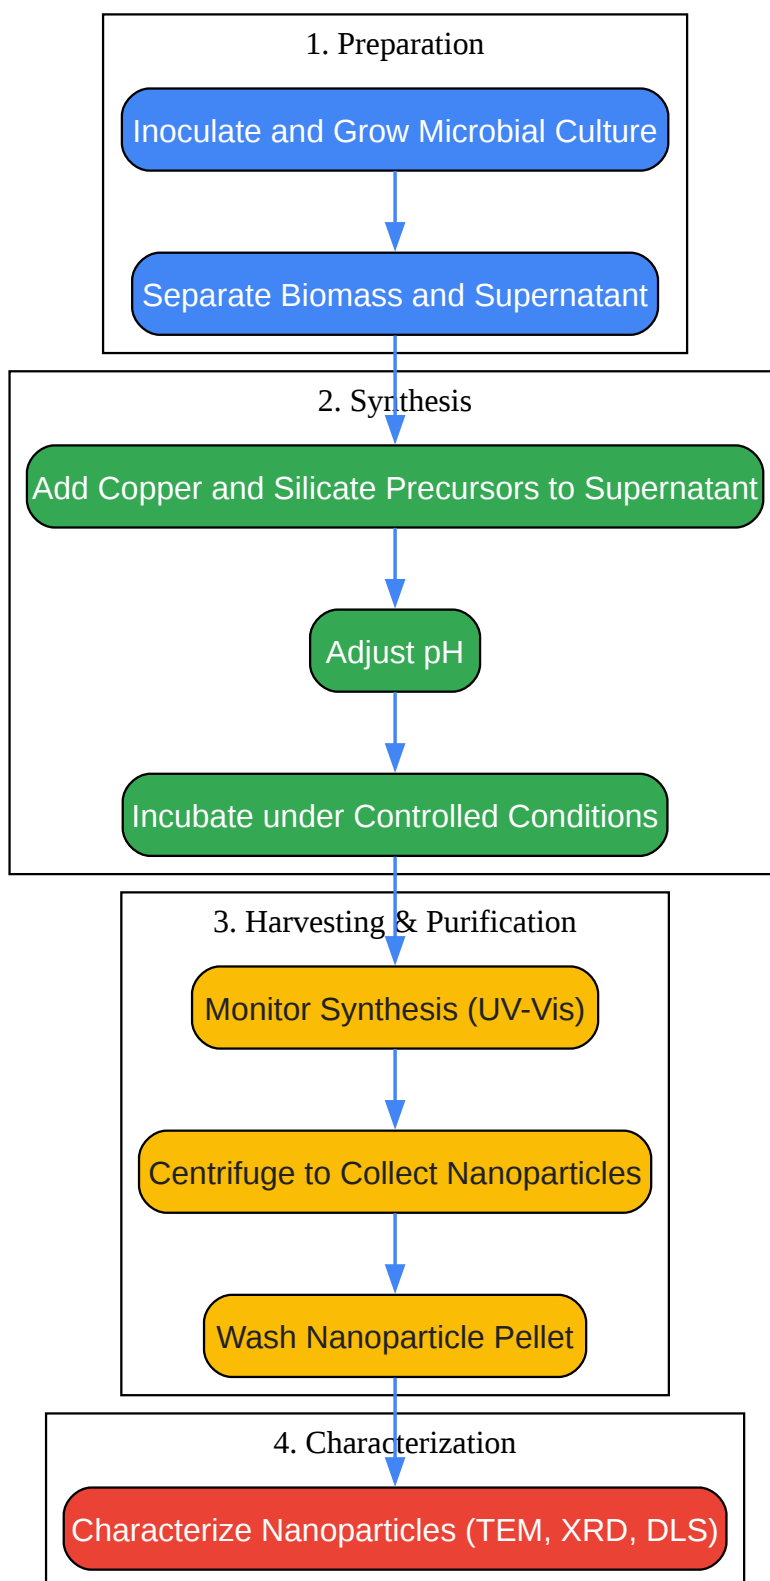 1. Preparation
Inoculate and Grow Microbial Culture
Separate Biomass and Supernatant
2. Synthesis
Add Copper and Silicate Precursors to Supernatant
Adjust pH
Incubate under Controlled Conditions
3. Harvesting & Purification
Monitor Synthesis (UV-Vis)
Centrifuge to Collect Nanoparticles
Wash Nanoparticle Pellet
4. Characterization
Characterize Nanoparticles (TEM, XRD, DLS)